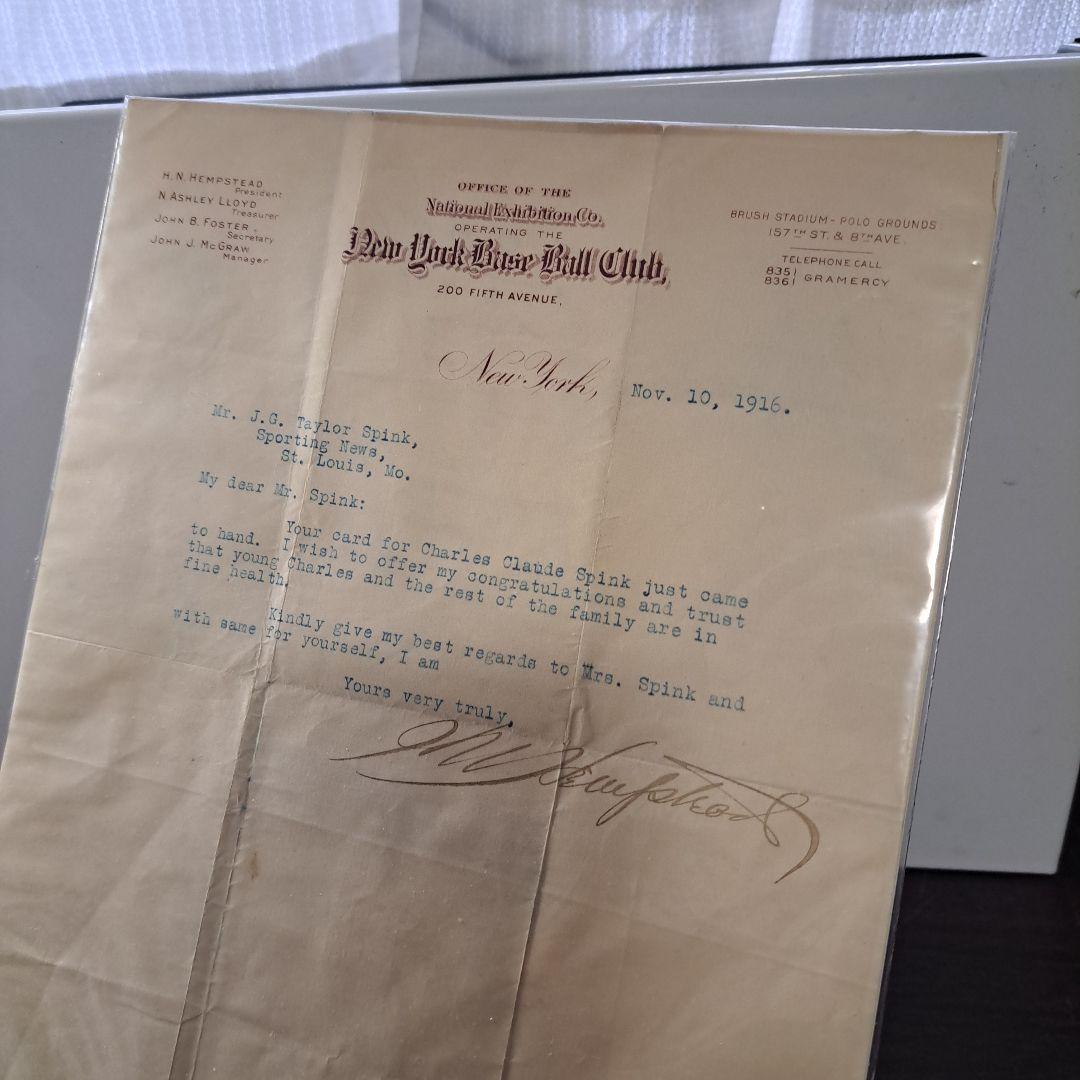 H. N. HEMPSTEAD
President
N. ASHLEY LLOYD
Treasurer
JOHN B. FOSTER,
Secretary
JOHN J. McGRAW
Manager
OFFICE OF THE
National Exhibition Co.
OPERATING THE
New York Base Ball Club,
200 FIFTH AVENUE,
BRUSH STADIUM - POLO GROUNDS
157TH ST. & 8TH AVE.
TELEPHONE CALL
8351
8361 GRAMERCY
New York, Nov. 10, 1916.
Mr. J.G. Taylor Spink,
Sporting News,
St. Louis, Mo.
My dear Mr. Spink:
Your card for Charles Claude Spink just came
to hand. I wish to offer my congratulations and trust
that young Charles and the rest of the family are in
fine health.
Kindly give my best regards to Mrs. Spink and
with same for yourself, I am
Yours very truly,
H N Hempstead